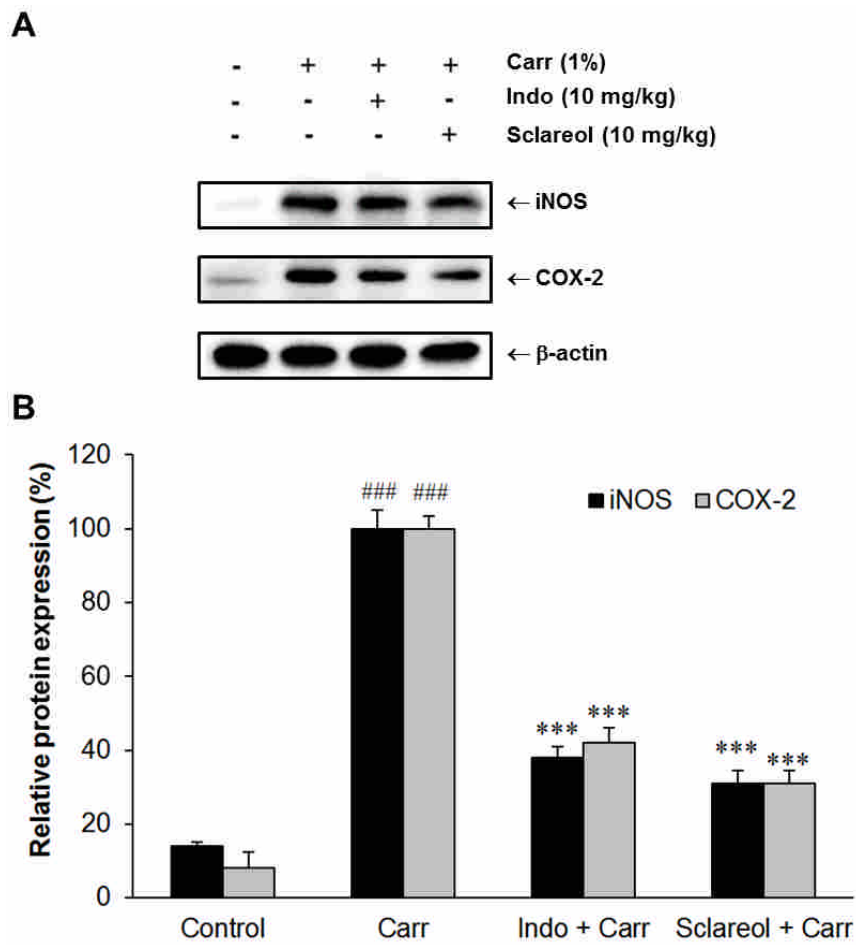 A
- + + + Carr (1%)
- - + - Indo (10 mg/kg)
- - - + Sclareol (10 mg/kg)
← iNOS
← COX-2
← β-actin
B
Relative protein expression (%)
120
100
80
60
40
20
0
### ###
*** ***
*** ***
iNOS COX-2
Control Carr Indo + Carr Sclareol + Carr